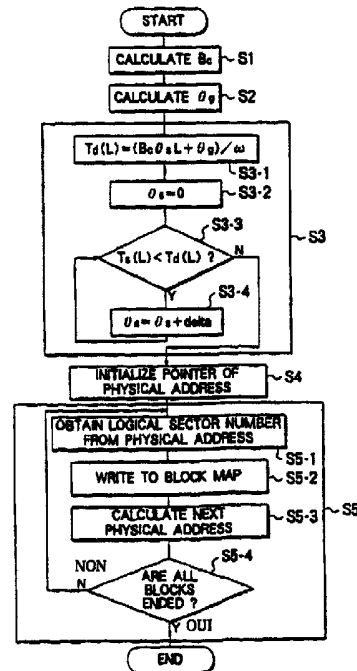 START
CALCULATE Bc
S1
CALCULATE θg
S2
Td(L)=(BcθsL+θg)/ω
S3-1
θs=0
S3-2
S3-3
Ts(L)<Td(L) ?
N
Y
S3-4
θs=θs+delta
S3
INITIALIZE POINTER OF
PHYSICAL ADDRESS
S4
OBTAIN LOGICAL SECTOR NUMBER
FROM PHYSICAL ADDRESS
S5-1
WRITE TO BLOCK MAP
S5-2
CALCULATE NEXT
PHYSICAL ADDRESS
S5-3
S5
S5-4
NON
N
ARE ALL
BLOCKS
ENDED ?
Y OUI
END